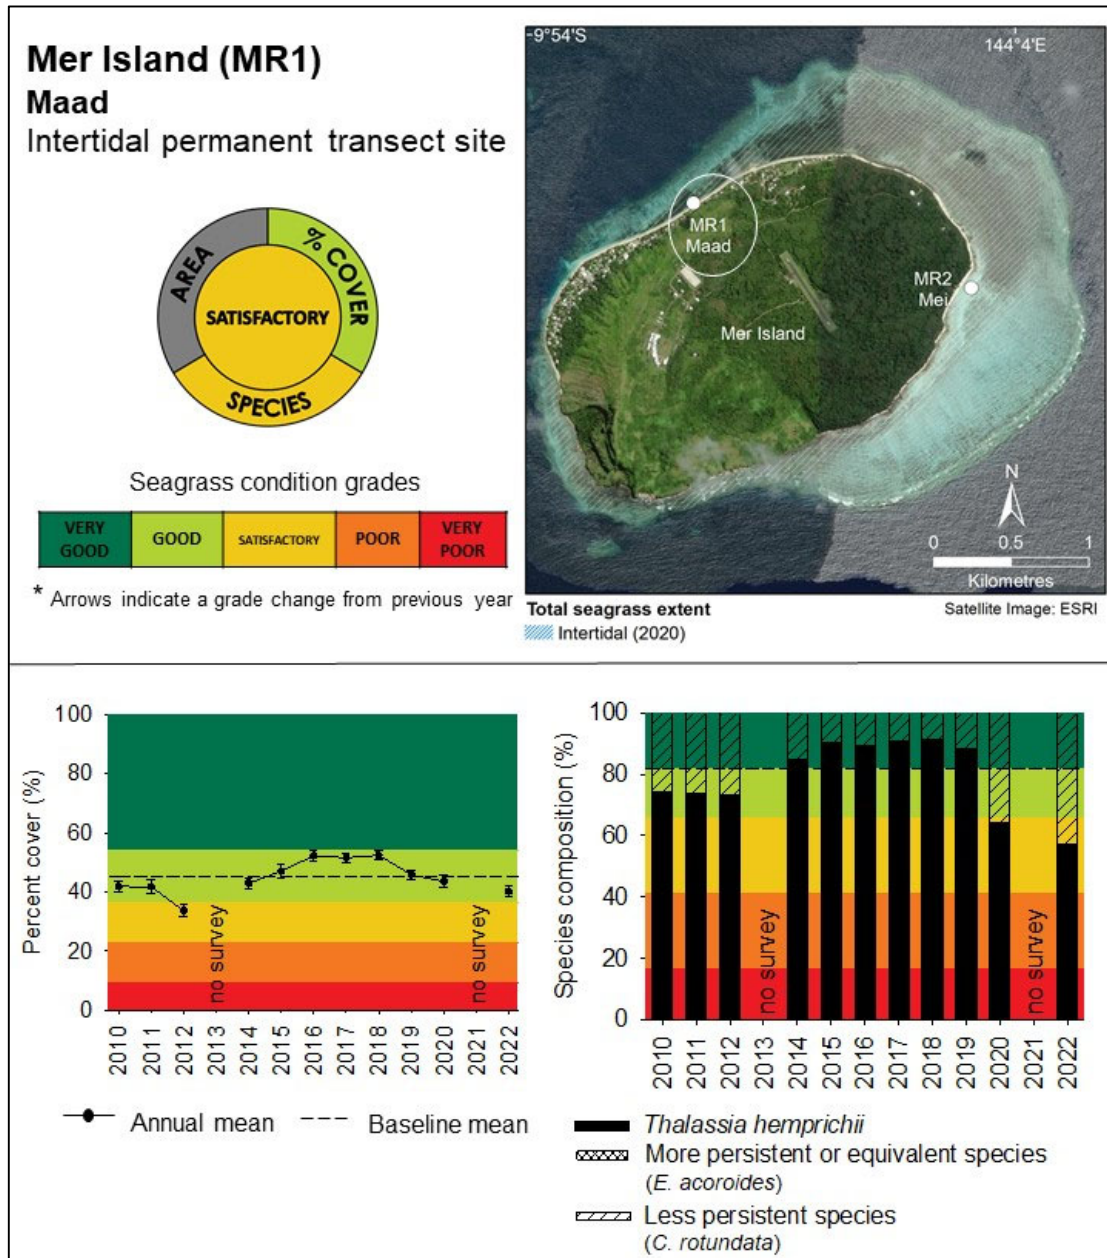 Mer Island (MR1)
Maad
Intertidal permanent transect site
AREA
% COVER
SATISFACTORY
SPECIES
Seagrass condition grades
VERY GOOD
GOOD
SATISFACTORY
POOR
VERY POOR
* Arrows indicate a grade change from previous year
-9°54'S
144°4'E
MR1
Maad
MR2
Mei
Mer Island
N
0 0.5 1
Kilometres
Total seagrass extent
Satellite Image: ESRI
Intertidal (2020)
Percent cover (%)
100
80
60
40
20
0
no survey
no survey
2010 2011 2012 2013 2014 2015 2016 2017 2018 2019 2020 2021 2022
Annual mean
Baseline mean
Species composition (%)
100
80
60
40
20
0
no survey
no survey
2010 2011 2012 2013 2014 2015 2016 2017 2018 2019 2020 2021 2022
Thalassia hemprichii
More persistent or equivalent species
(E. acoroides)
Less persistent species
(C. rotundata)